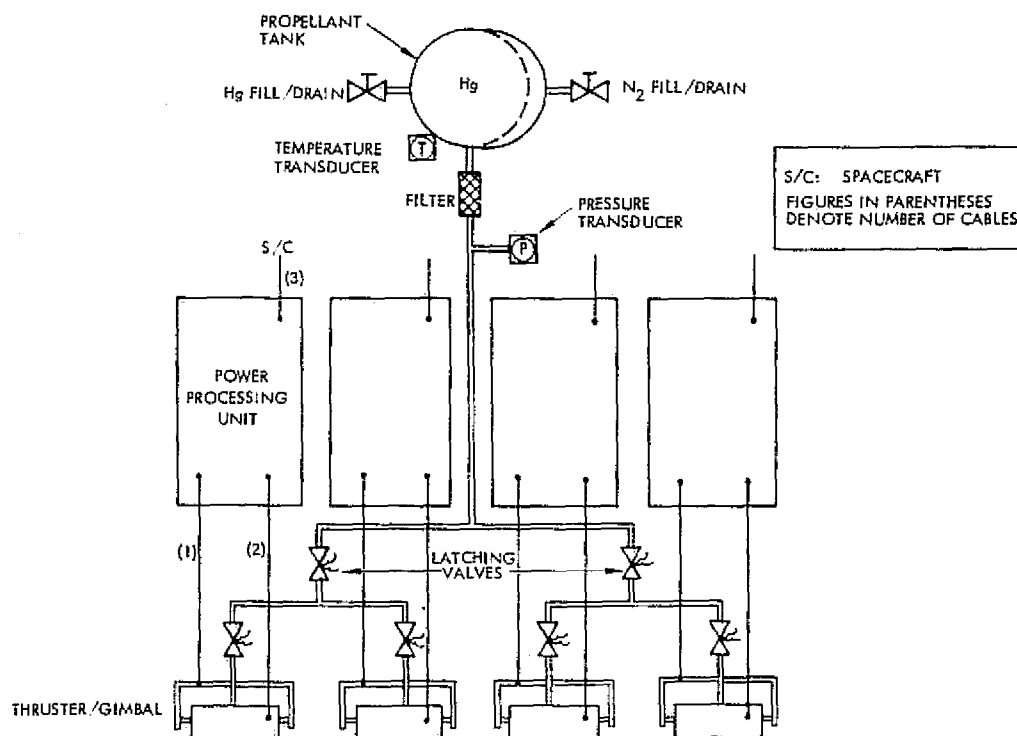 PROPELLANT
TANK
Hg
Hg FILL/DRAIN
N2 FILL/DRAIN
TEMPERATURE
TRANSDUCER
T
FILTER
PRESSURE
TRANSDUCER
P
S/C: SPACECRAFT
FIGURES IN PARENTHESES
DENOTE NUMBER OF CABLES
S/C
(3)
POWER
PROCESSING
UNIT
(1)
(2)
LATCHING
VALVES
THRUSTER/GIMBAL